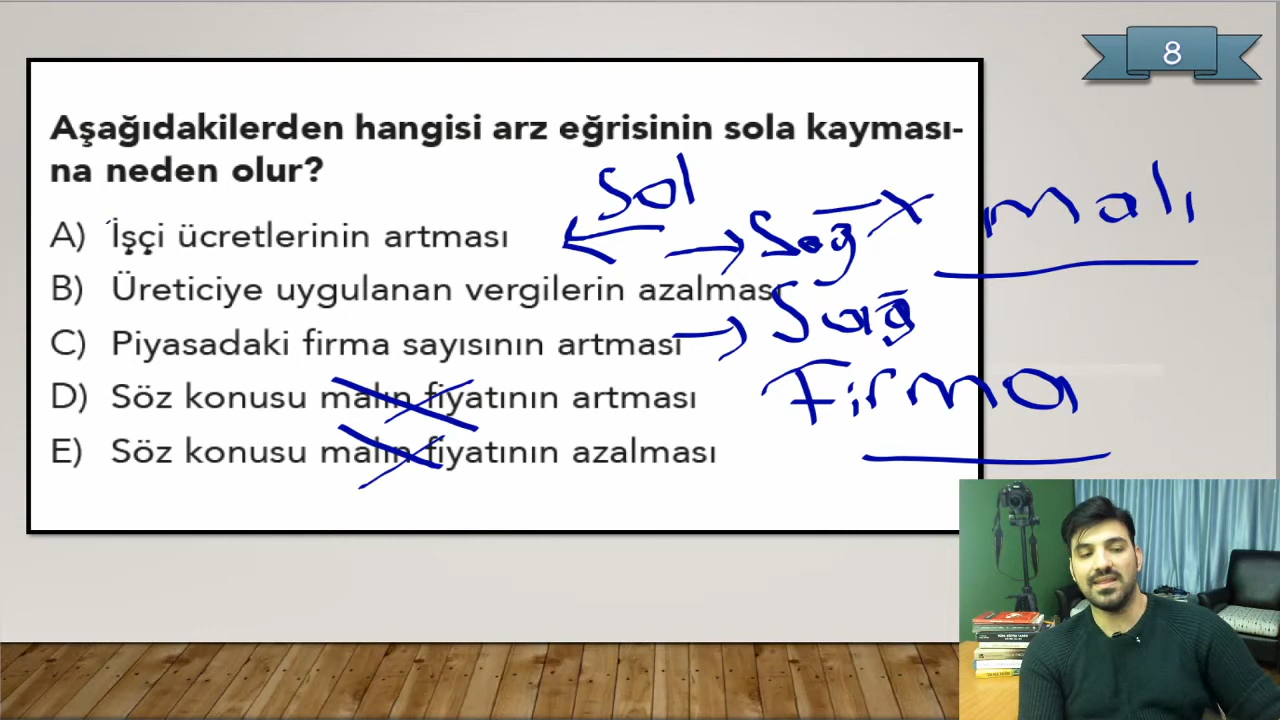 8
Aşağıdakilerden hangisi arz eğrisinin sola kayması-
na neden olur?
Sol
A) İşçi ücretlerinin artması
Sağ
malı
B) Üreticiye uygulanan vergilerin azalması
Sağ
C) Piyasadaki firma sayısının artması
Firma
D) Söz konusu malın fiyatının artması
E) Söz konusu malın fiyatının azalması